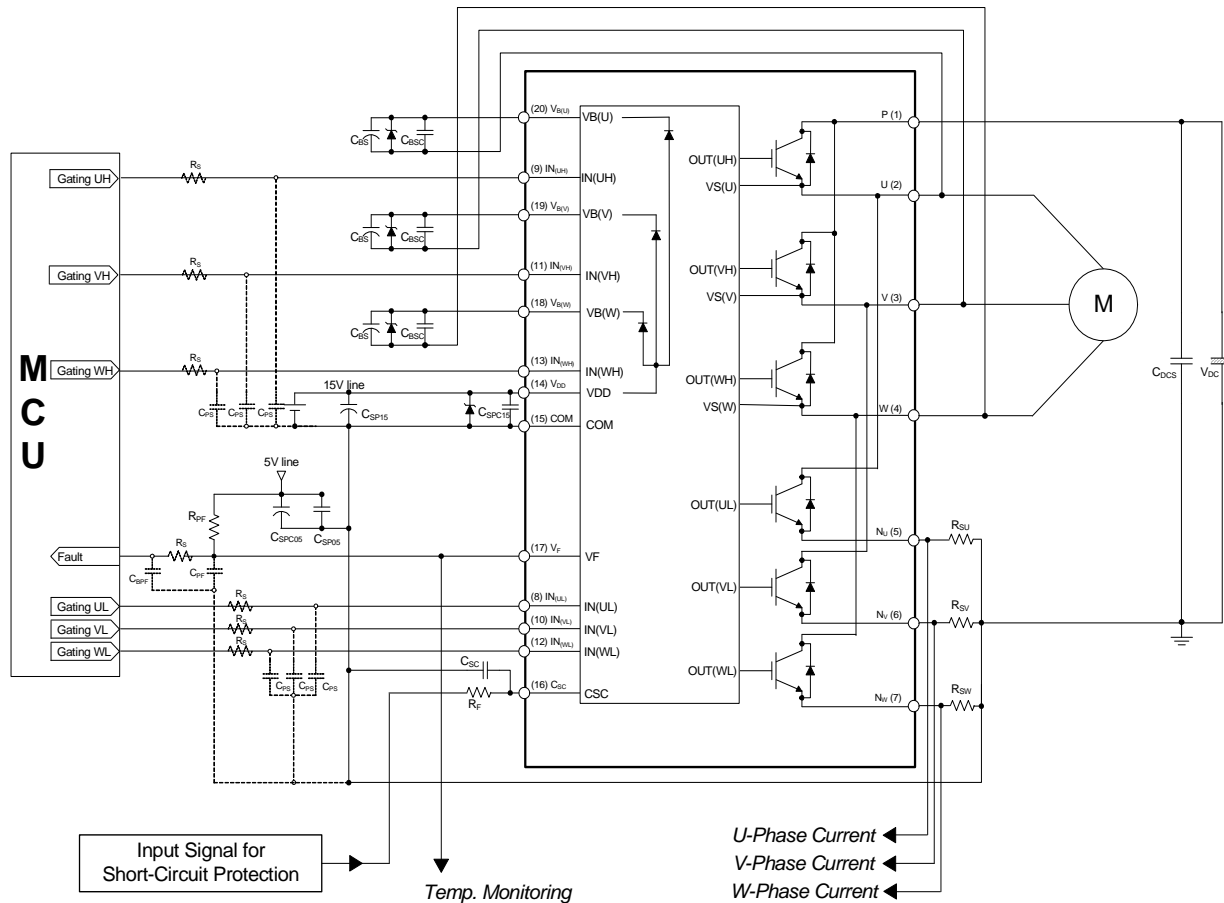 (20) VB(U)
VB(U)
P (1)
CBS
CBSC
OUT(UH)
RS
Gating UH
(9) IN(UH)
IN(UH)
VS(U)
U (2)
(19) VB(V)
VB(V)
CBS
CBSC
RS
Gating VH
(11) IN(VH)
IN(VH)
OUT(VH)
VS(V)
V (3)
M
(18) VB(W)
VB(W)
CBS
CBSC
RS
Gating WH
(13) IN(WH)
IN(WH)
CDCS
VDC
OUT(WH)
VS(W)
W (4)
MCU
15V line
(14) VDD
VDD
CPS
CPS
CPS
CSP15
CSPC15
(15) COM
COM
5V line
RPF
CSPC05
CSP05
OUT(UL)
NU (5)
RSU
RS
Fault
(17) VF
VF
CBPF
CPF
OUT(VL)
RS
Gating UL
(8) IN(UL)
IN(UL)
NV (6)
RSV
RS
Gating VL
(10) IN(VL)
IN(VL)
RS
Gating WL
(12) IN(WL)
IN(WL)
OUT(WL)
CSC
CPS
CPS
CPS
RF
(16) CSC
CSC
NW (7)
RSW
Input Signal for
Short-Circuit Protection
Temp. Monitoring
U-Phase Current
V-Phase Current
W-Phase Current